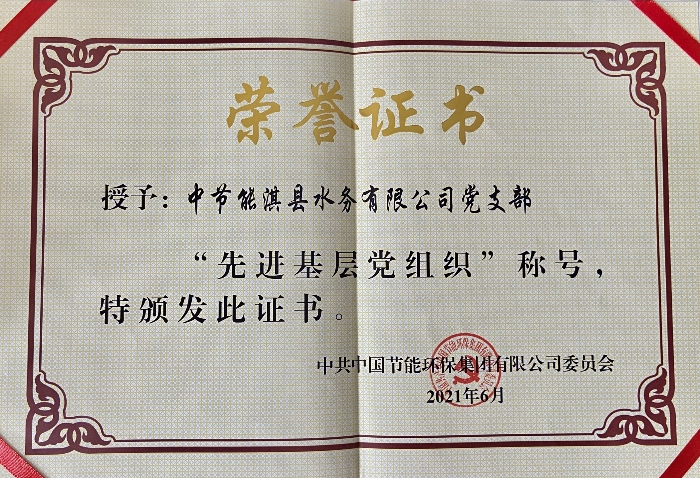 荣誉证书
授予：中节能淇县水务有限公司党支部
“先进基层党组织”称号，
特颁发此证书。
中共中国节能环保集团有限公司委员会
2021年6月